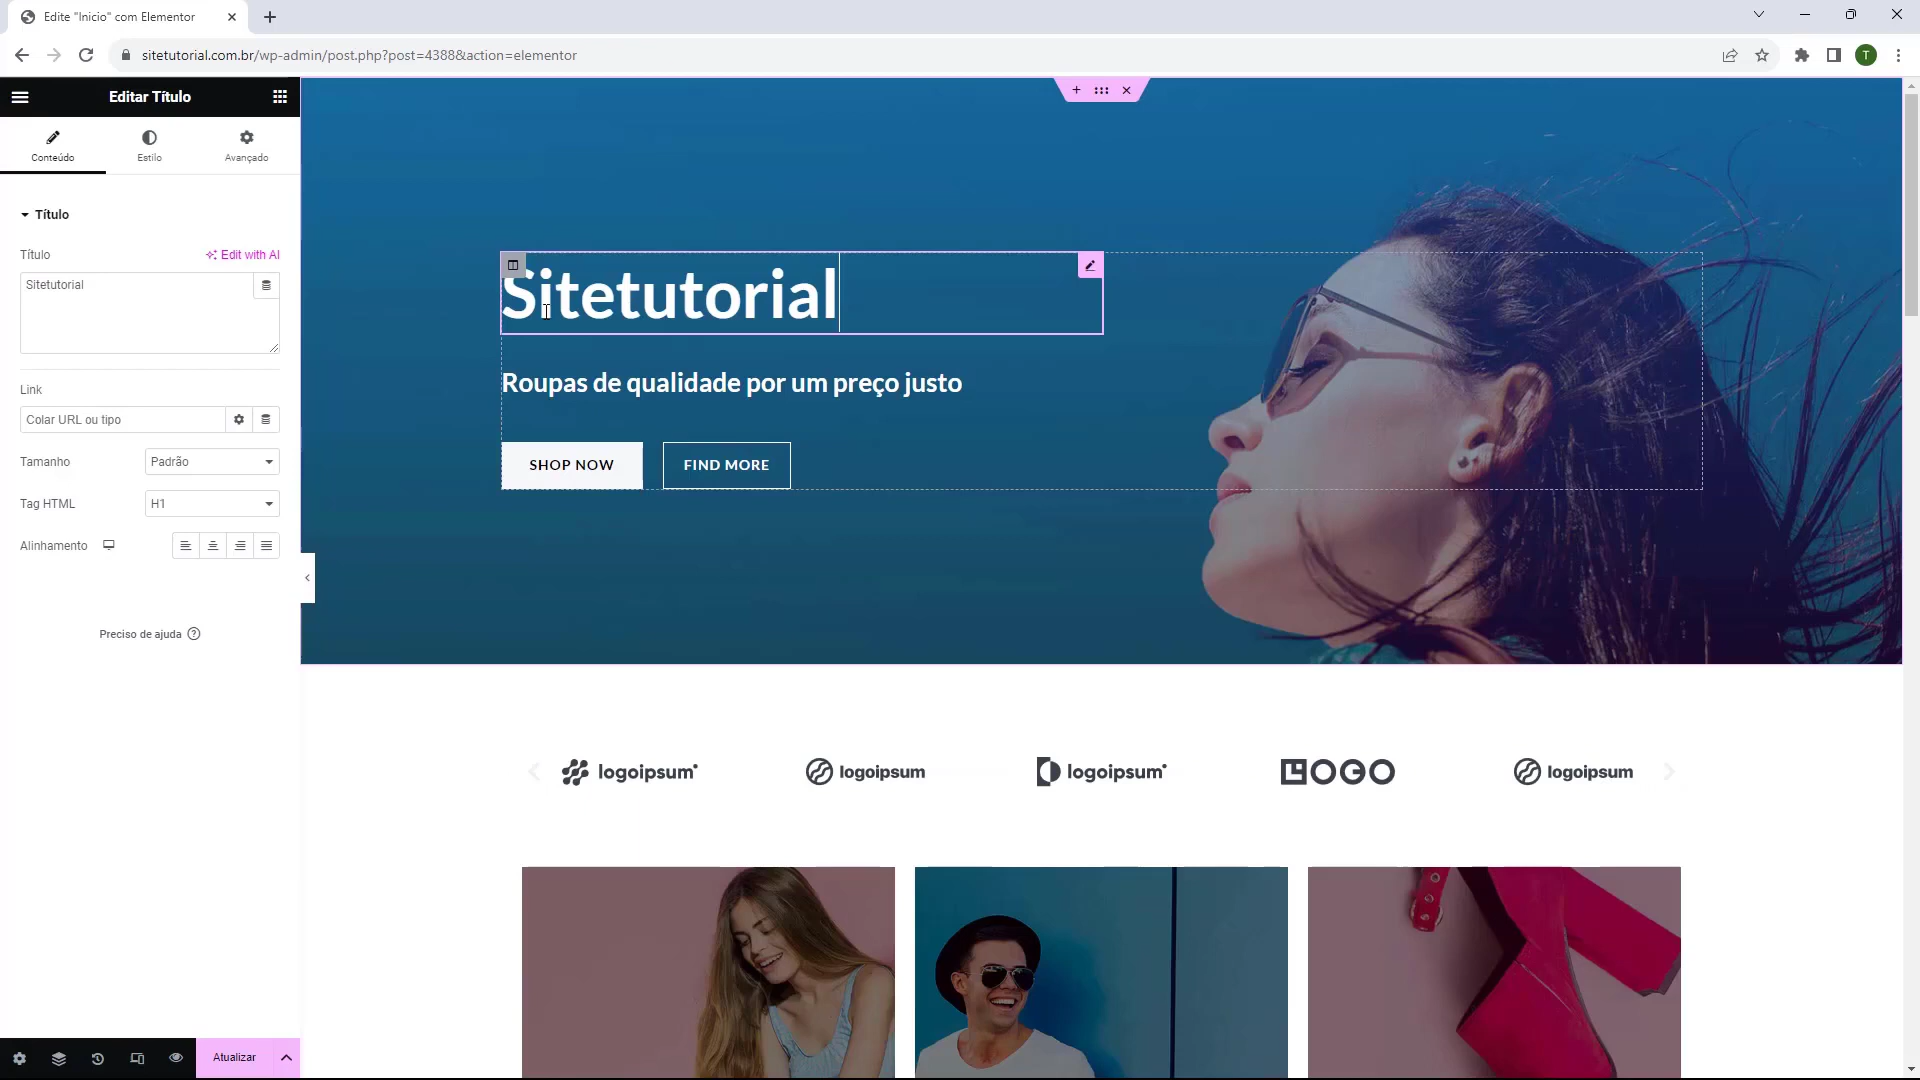 Edite "Inicio" com Elementor
sitetutorial.com.br/wp-admin/post.php?post=4388&action=elementor
T
Editar Título
Conteúdo
Estilo
Avançado
Título
Título
Edit with AI
Sitetutorial
Link
Colar URL ou tipo
Tamanho
Padrão
Tag HTML
H1
Alinhamento
Preciso de ajuda
Atualizar
Sitetutorial
Roupas de qualidade por um preço justo
SHOP NOW
FIND MORE
logoipsum
logoipsum
logoipsum
LOGO
logoipsum